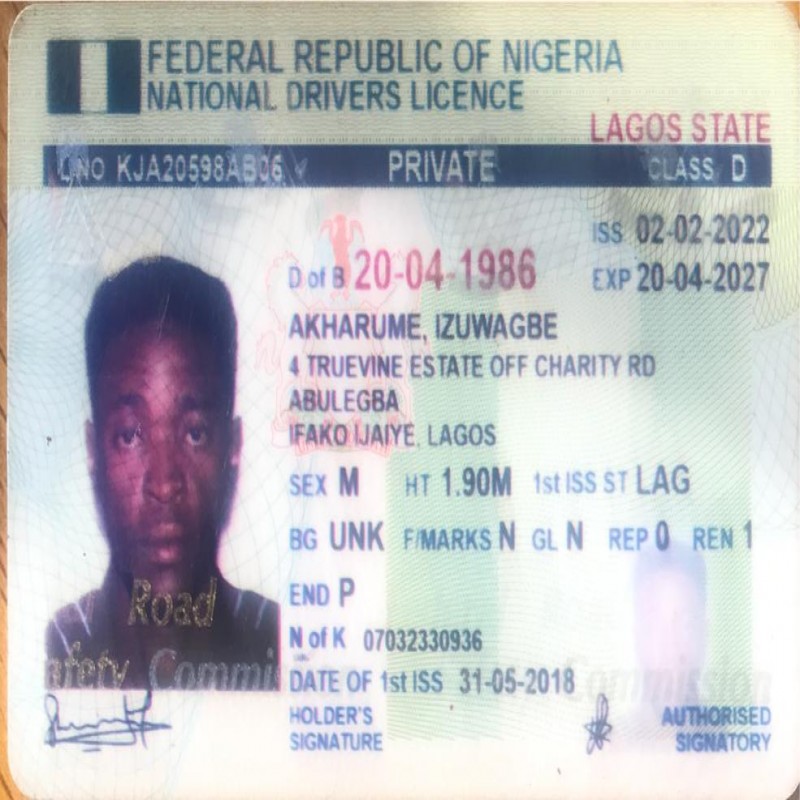 FEDERAL REPUBLIC OF NIGERIA
NATIONAL DRIVERS LICENCE
LAGOS STATE
L/NO KJA20598AB06 PRIVATE CLASS D
ISS 02-02-2022
D of B 20-04-1986 EXP 20-04-2027
AKHARUME, IZUWAGBE
4 TRUEVINE ESTATE OFF CHARITY RD
ABULEGBA
IFAKO IJAIYE, LAGOS
SEX M HT 1.90M 1st ISS ST LAG
BG UNK F/MARKS N GL N REP 0 REN 1
END P
Road
N of K 07032330936
afety Commi
DATE OF 1st ISS 31-05-2018
Commission
HOLDER'S
SIGNATURE
AUTHORISED
SIGNATORY